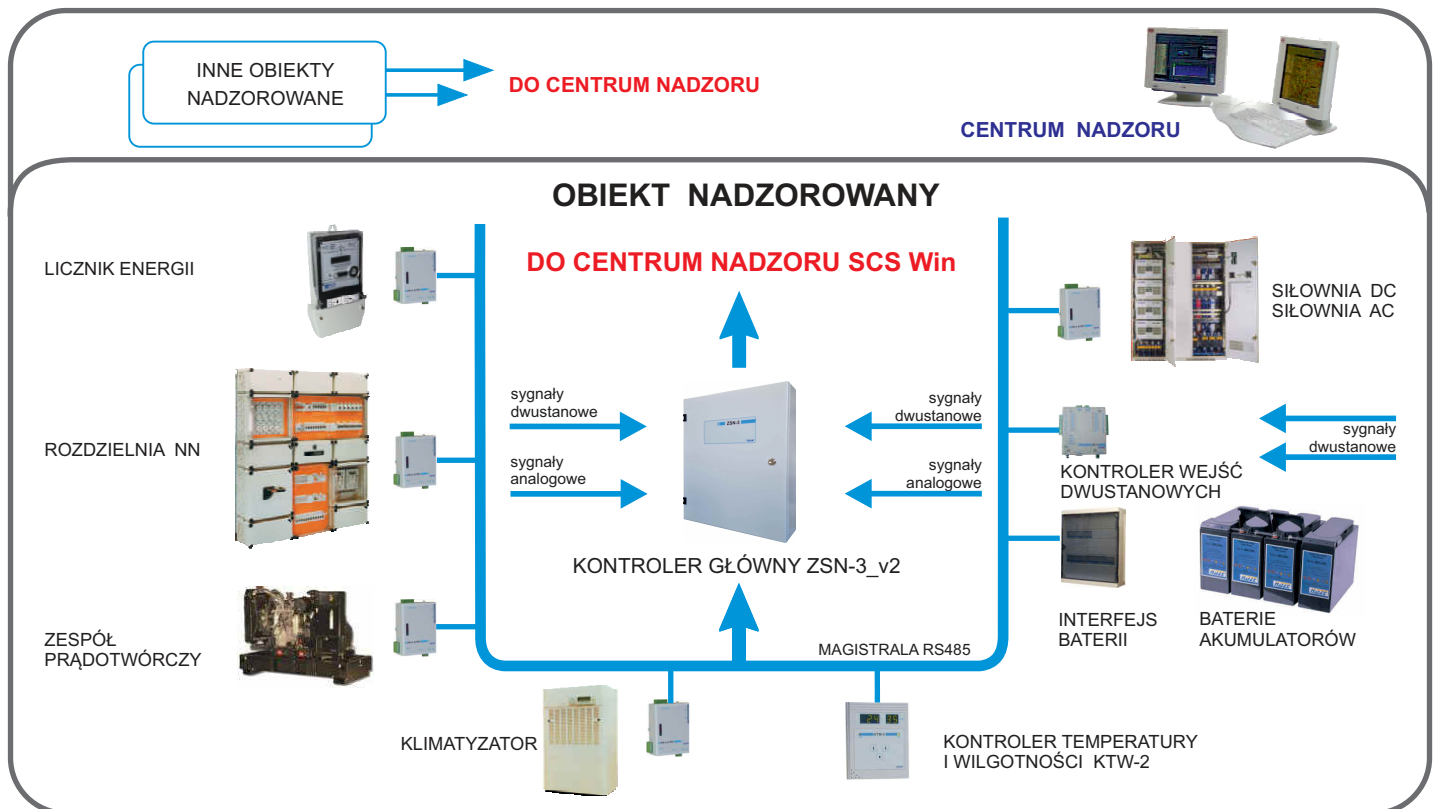 INNE OBIEKTY
NADZOROWANE
DO CENTRUM NADZORU
CENTRUM NADZORU
OBIEKT NADZOROWANY
DO CENTRUM NADZORU SCS Win
LICZNIK ENERGII
SIŁOWNIA DC
SIŁOWNIA AC
sygnały
dwustanowe
sygnały
dwustanowe
ZSN-3
sygnały
dwustanowe
ROZDZIELNIA NN
sygnały
analogowe
sygnały
analogowe
KONTROLER WEJŚĆ
DWUSTANOWYCH
KONTROLER GŁÓWNY ZSN-3_v2
INTERFEJS
BATERII
BATERIE
AKUMULATORÓW
ZESPÓŁ
PRĄDOTWÓRCZY
MAGISTRALA RS485
KLIMATYZATOR
KONTROLER TEMPERATURY
I WILGOTNOŚCI KTW-2